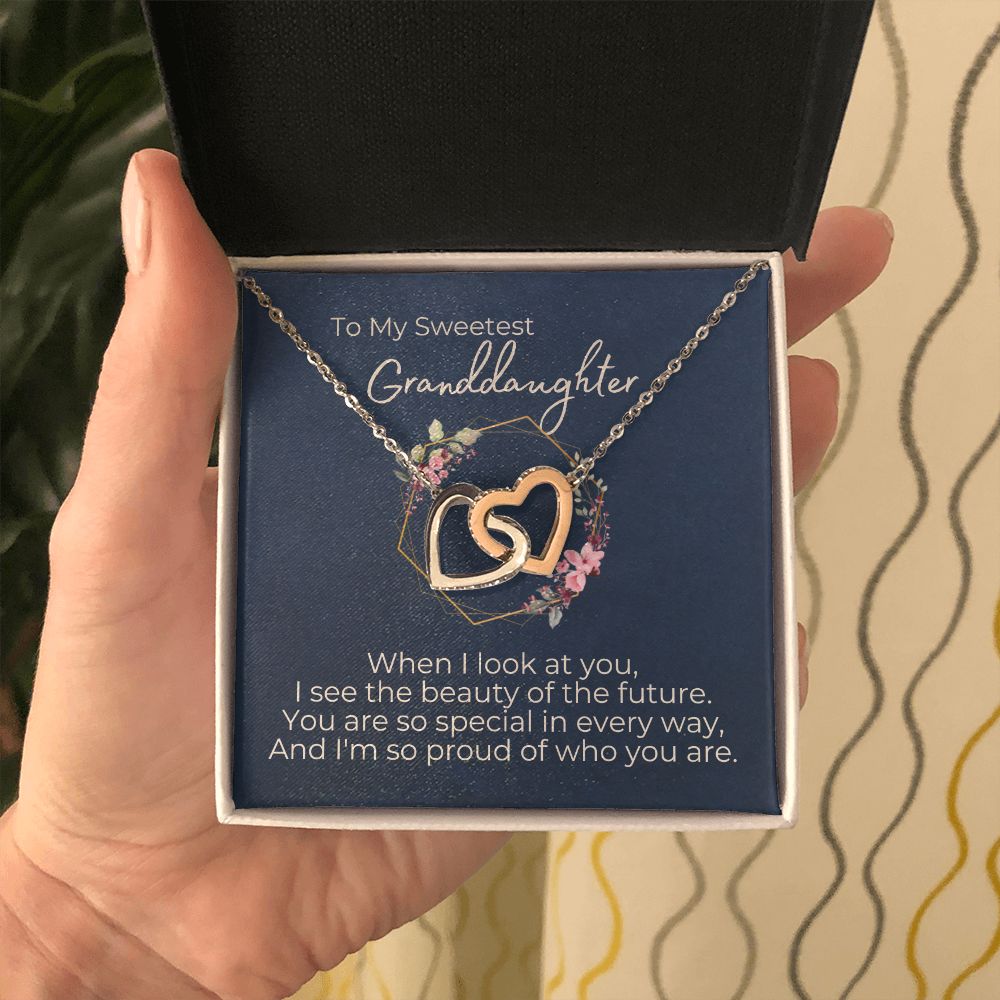 To My Sweetest
Granddaughter
When I look at you,
I see the beauty of the future.
You are so special in every way,
And I'm so proud of who you are.